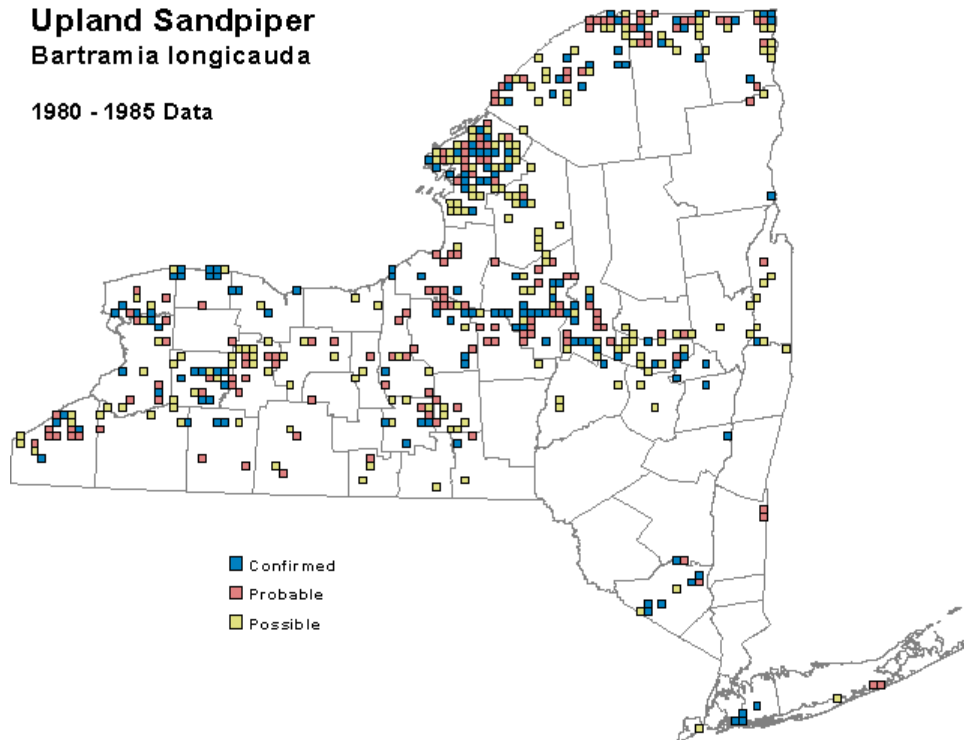 Upland Sandpiper
Bartramia longicauda
1980 - 1985 Data
Confirmed
Probable
Possible